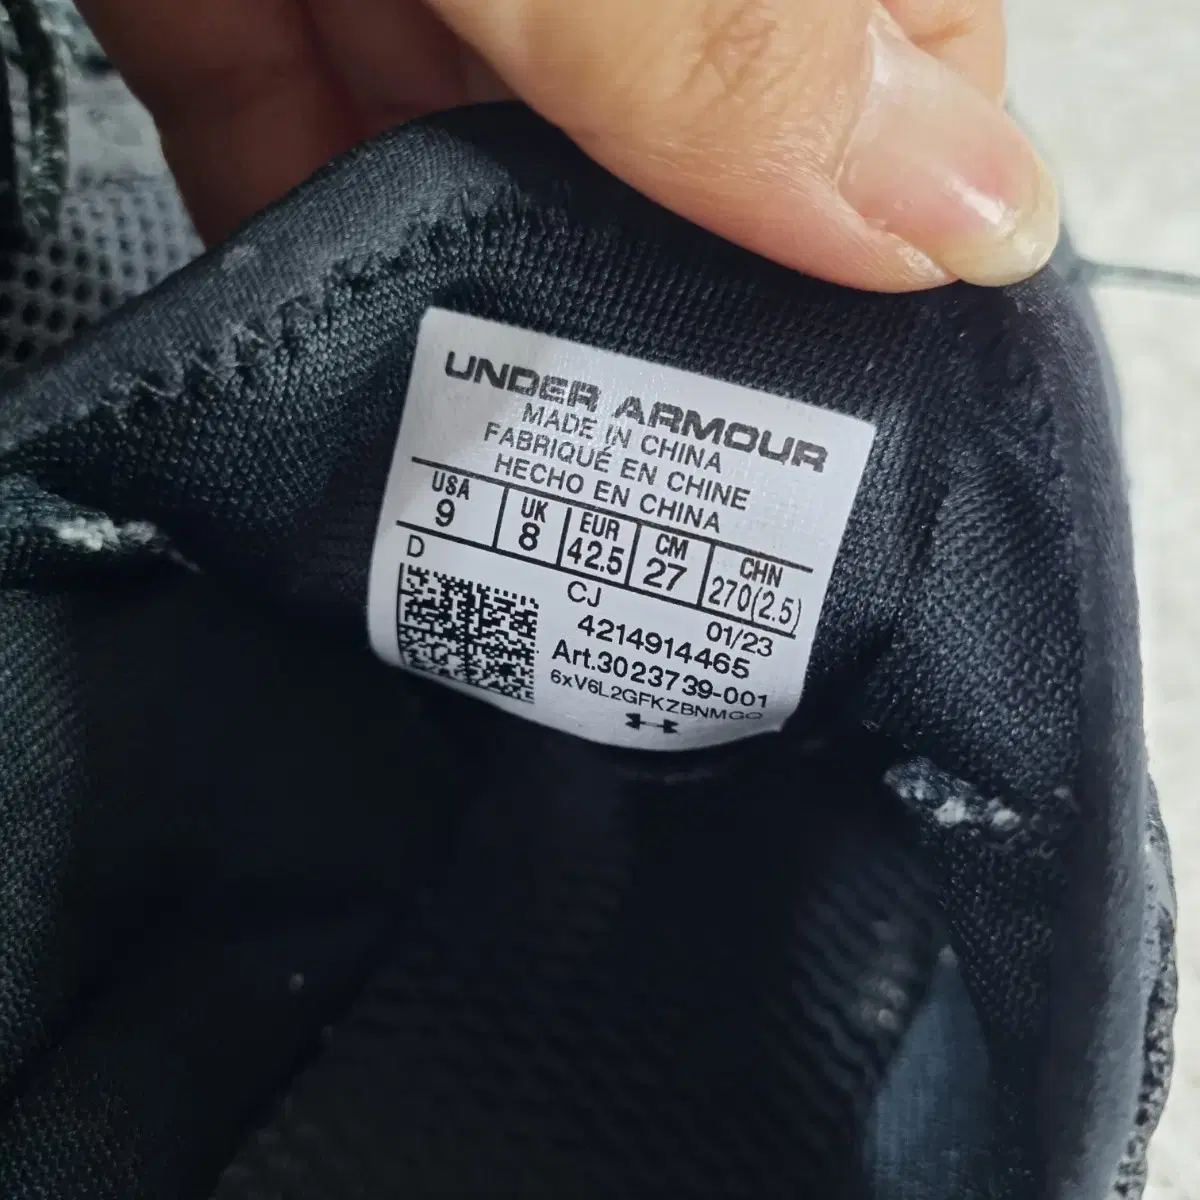 UNDER ARMOUR
MADE IN CHINA
FABRIQUÉ EN CHINE
HECHO EN CHINA
USA UK EUR CM CHN
9 8 42.5 27 270(2.5)
D CJ 01/23
4214914465
Art.3023739-001